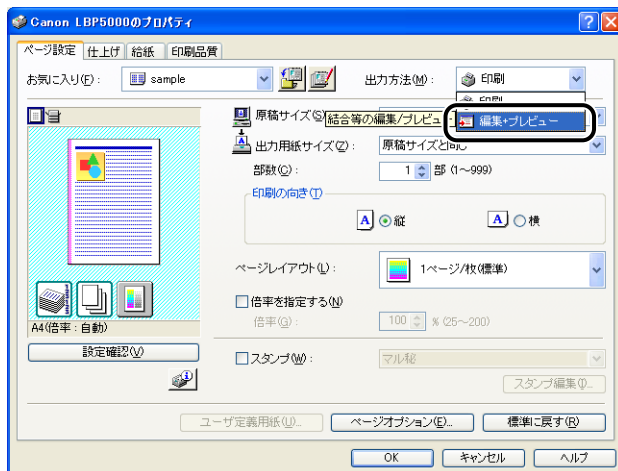 Canon LBP5000のプロパティ
ページ設定 仕上げ 給紙 印刷品質
お気に入り(F): sample 出力方法(M): 印刷
印刷
編集+プレビュー
原稿サイズ(S) 結合等の編集/プレビュー
出力用紙サイズ(Z): 原稿サイズと同じ
部数(C): 1 部 (1~999)
印刷の向き(T)
A 縦 A 横
ページレイアウト(L): 1ページ/枚(標準)
倍率を指定する(N)
倍率(G): 100 % (25~200)
A4(倍率:自動)
設定確認(V)
スタンプ(W): マル秘
スタンプ編集(I)...
ユーザ定義用紙(U)... ページオプション(E)... 標準に戻す(R)
OK キャンセル ヘルプ